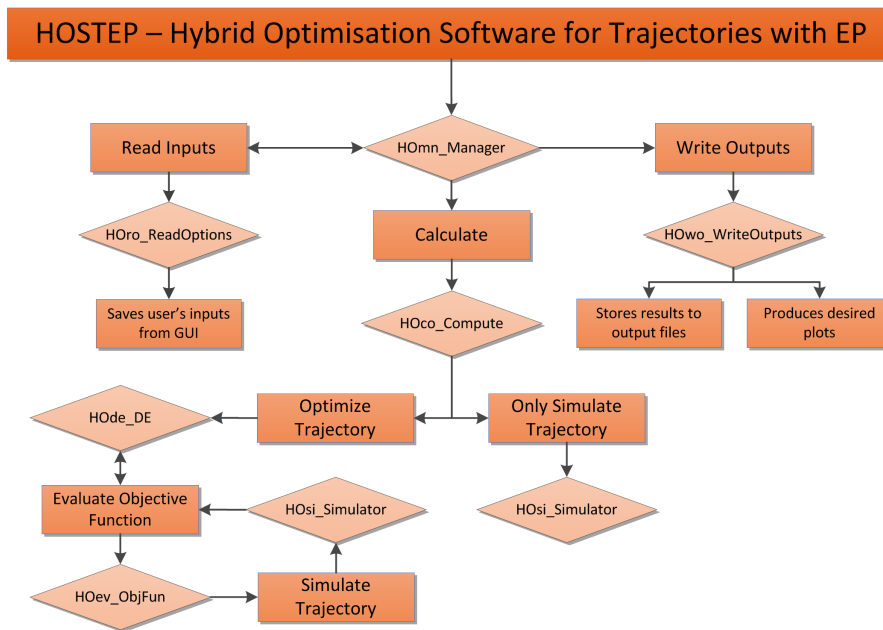 HOSTEP – Hybrid Optimisation Software for Trajectories with EP
Read Inputs
HOmn_Manager
Write Outputs
HOro_ReadOptions
Calculate
HOwo_WriteOutputs
Saves user's inputs
from GUI
HOco_Compute
Stores results to
output files
Produces desired
plots
HOde_DE
Optimize
Trajectory
Only Simulate
Trajectory
Evaluate Objective
Function
HOsi_Simulator
HOsi_Simulator
HOev_ObjFun
Simulate
Trajectory